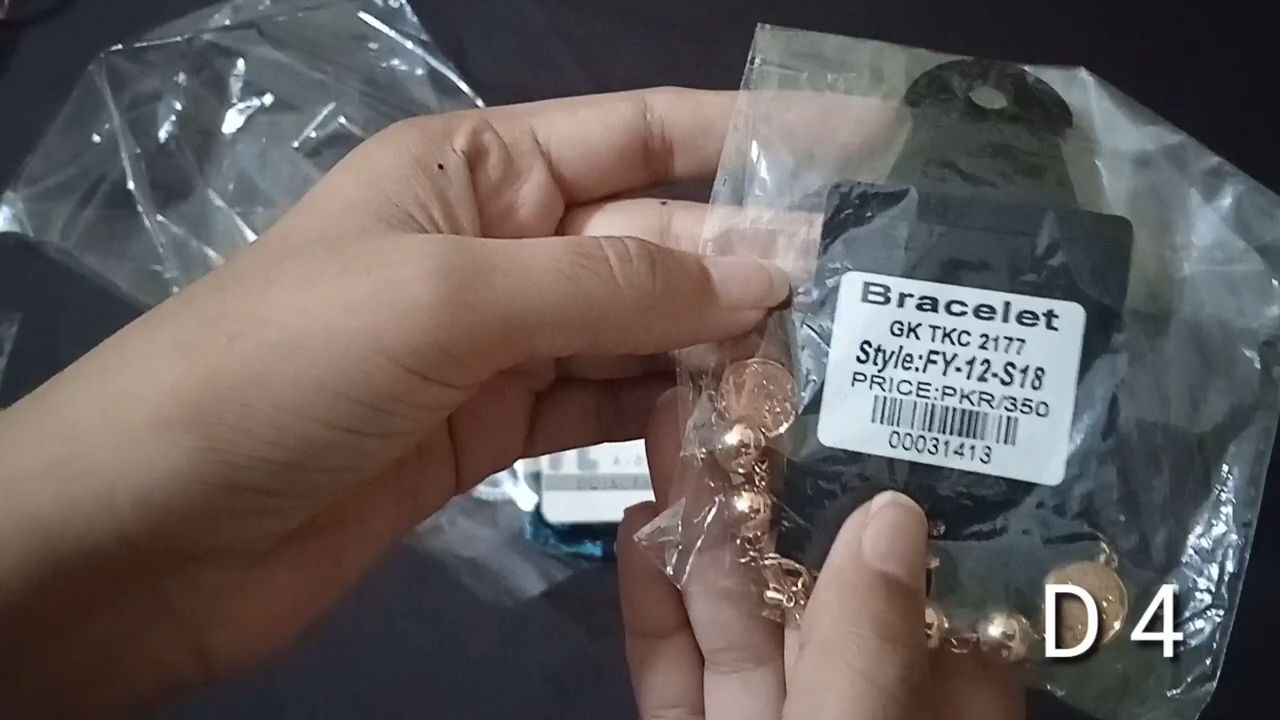 Bracelet
GK TKC 2177
Style:FY-12-S18
PRICE:PKR/350
00031413
D 4